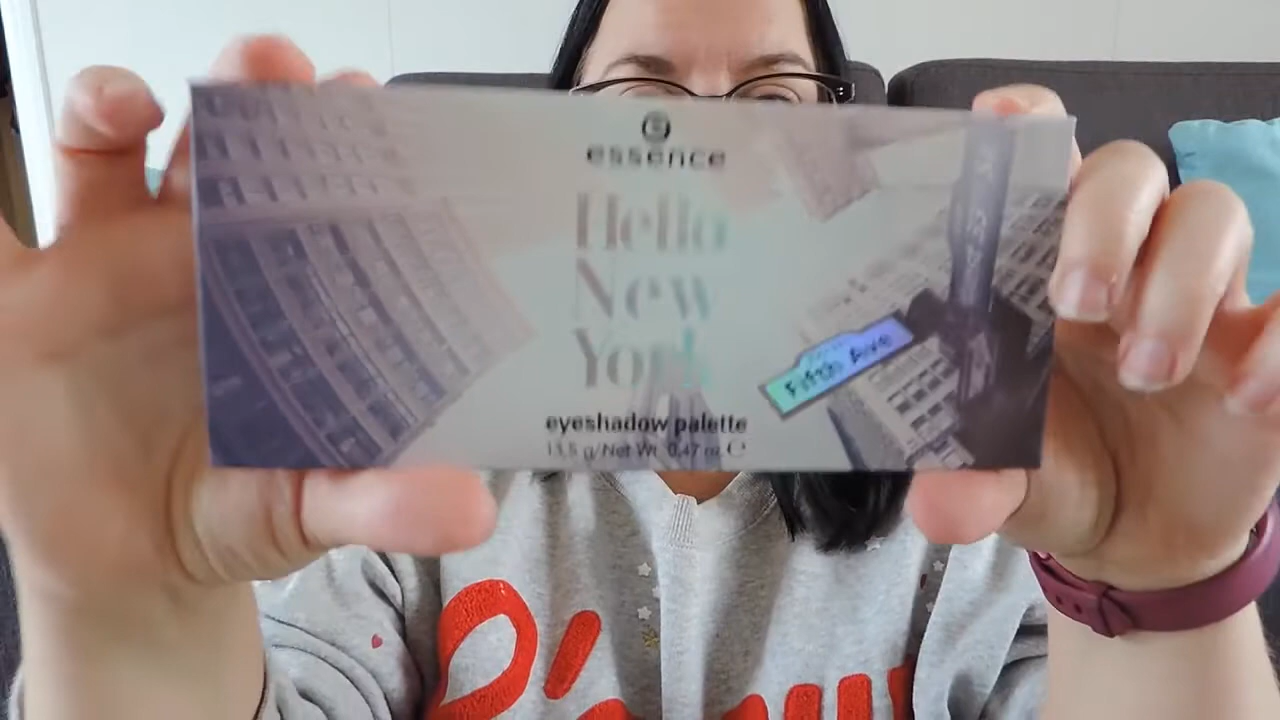 essence
Hello
New
York
Fifth Ave
eyeshadow palette
13,5 g/Net Wt. 0.47 oz. ℮